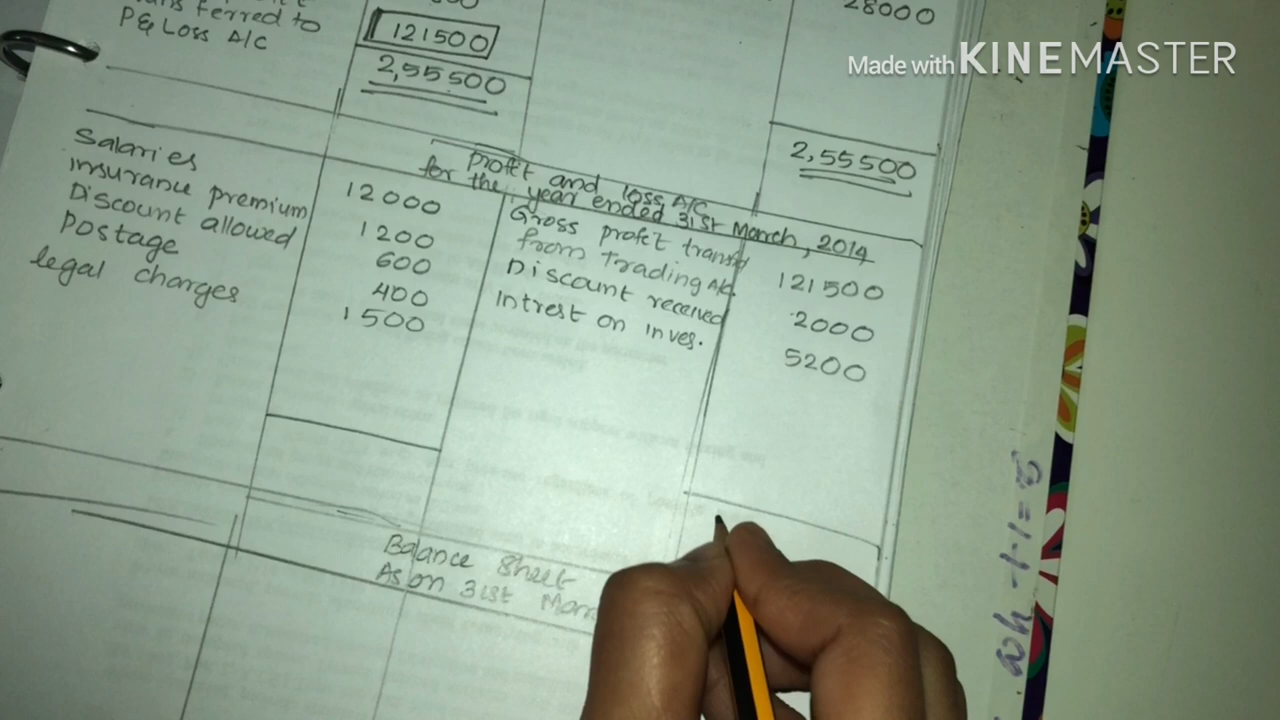 ferred to
P& Loss A/C
121500
2,55500
28000
2,55500
Made with KINEMASTER
Profit and loss A/C
for the year ended 31st March, 2014
Salaries 12000
insurance premium 1200
Discount allowed 600
Postage 400
legal charges 1500
Gross profit transfd
from Trading A/c. 121500
Discount received 2000
Intrest on inves. 5200
Balance Sheet
As on 31st